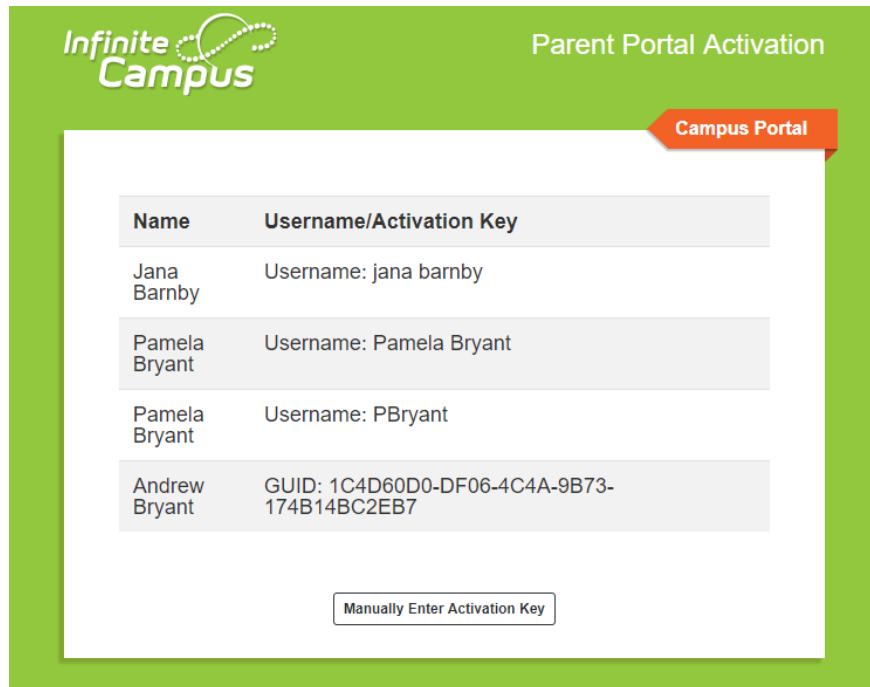 Infinite
Campus
Parent Portal Activation
Campus Portal
Name Username/Activation Key
Jana
Barnby
Username: jana barnby
Pamela
Bryant
Username: Pamela Bryant
Pamela
Bryant
Username: PBryant
Andrew
Bryant
GUID: 1C4D60D0-DF06-4C4A-9B73-
174B14BC2EB7
Manually Enter Activation Key